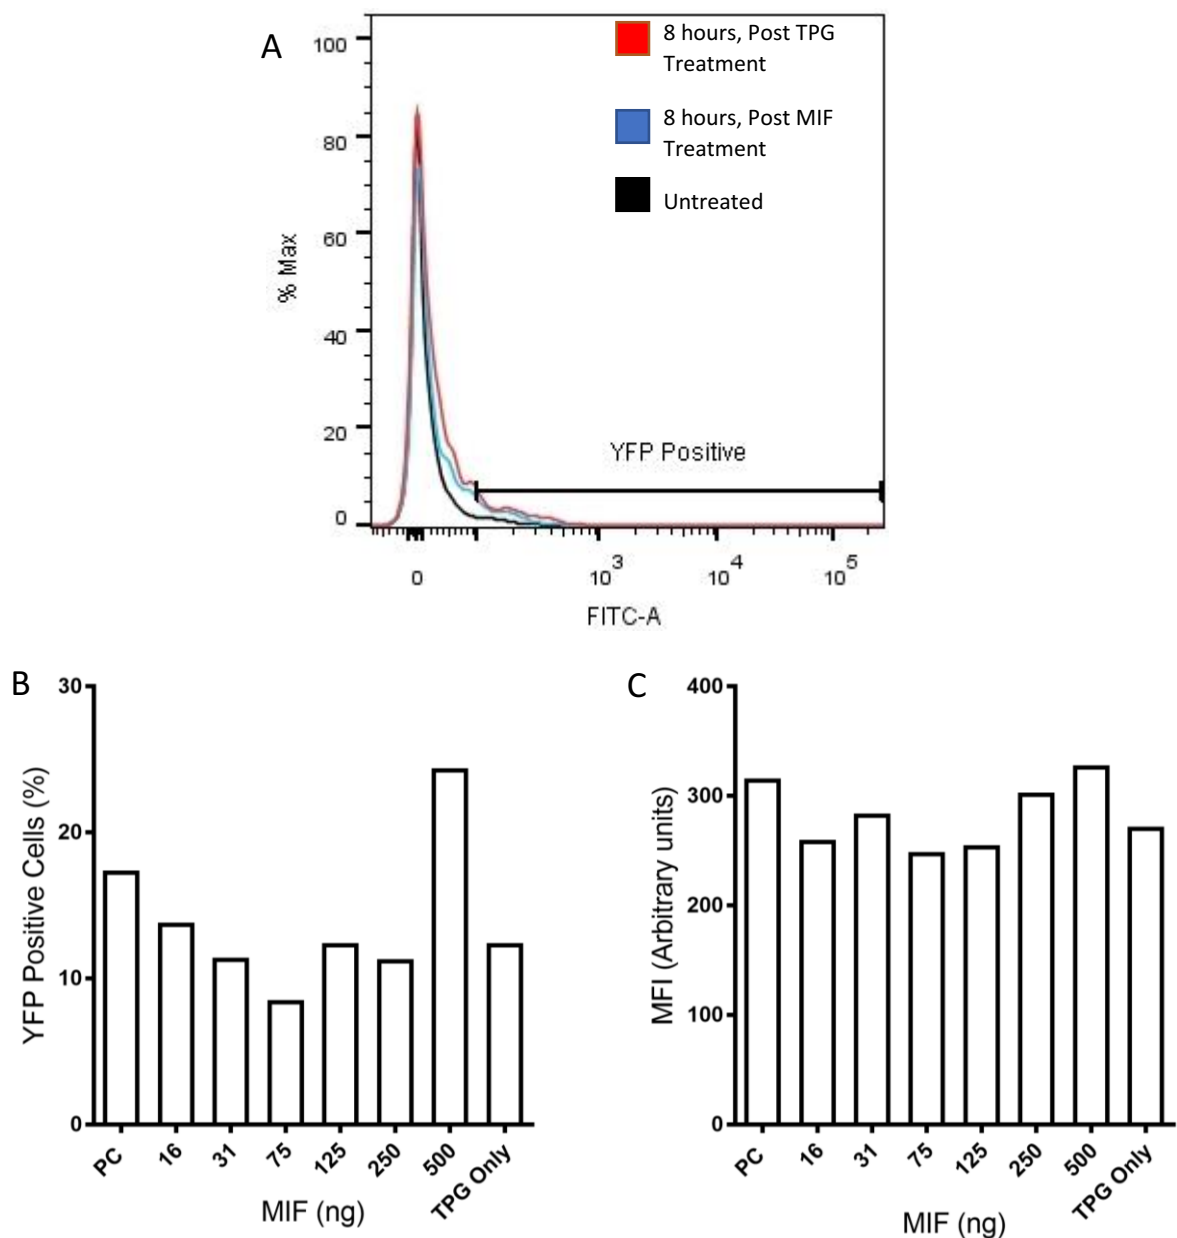 A
100
80
60
40
20
0
% Max
8 hours, Post TPG
Treatment
8 hours, Post MIF
Treatment
Untreated
YFP Positive
0
10^3
10^4
10^5
FITC-A
B
30
20
10
0
YFP Positive Cells (%)
PC
16
31
75
125
250
500
TPG Only
MIF (ng)
C
400
300
200
100
0
MFI (Arbitrary units)
PC
16
31
75
125
250
500
TPG Only
MIF (ng)